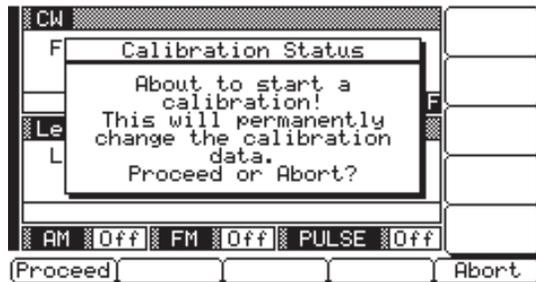 CW
F
Calibration Status
About to start a
calibration!
This will permanently
change the calibration
data.
Proceed or Abort?
F
Le
L
AM Off FM Off PULSE Off
Proceed Abort